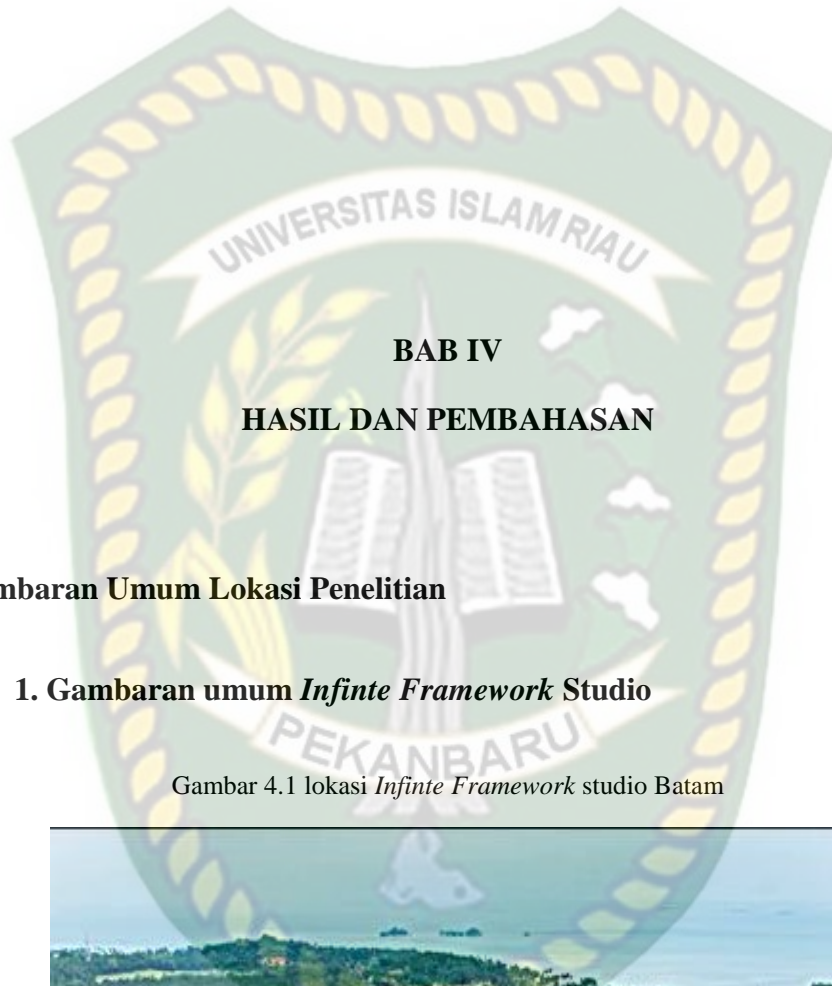 UNIVERSITAS ISLAM RIAU
BAB IV
HASIL DAN PEMBAHASAN
mbaran Umum Lokasi Penelitian
1. Gambaran umum Infinte Framework Studio
PEKANBARU
Gambar 4.1 lokasi Infinte Framework studio Batam